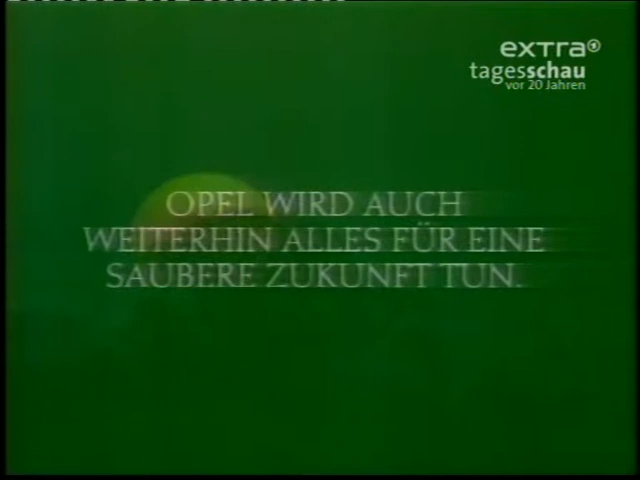 extra
tagesschau
vor 20 Jahren
OPEL WIRD AUCH
WEITERHIN ALLES FÜR EINE
SAUBERE ZUKUNFT TUN.